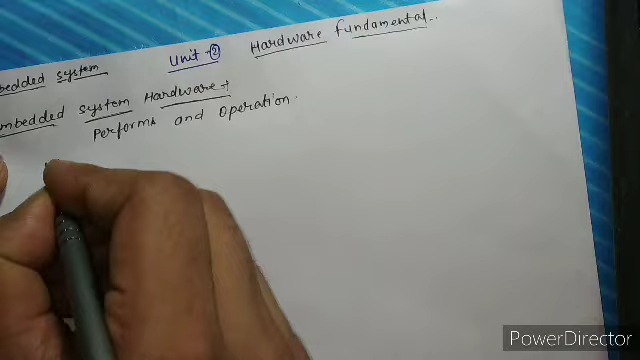 bedded System Unit-2 Hardware fundamental..
mbedded System Hardware →
Performs and Operation.
PowerDirector